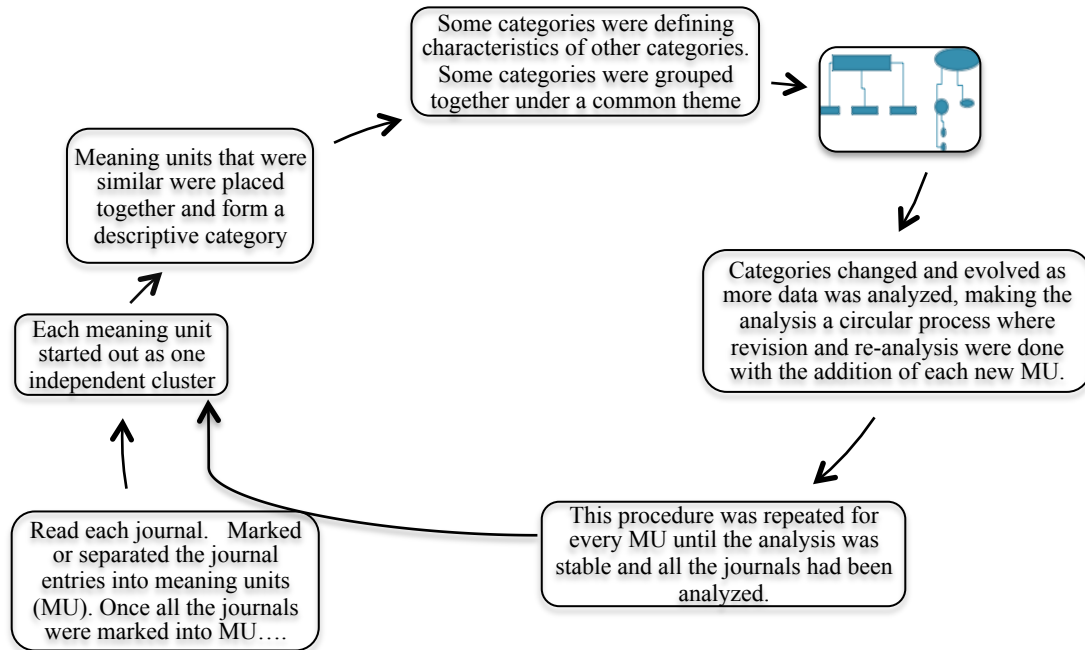 Some categories were defining
characteristics of other categories.
Some categories were grouped
together under a common theme
Meaning units that were
similar were placed
together and form a
descriptive category
Categories changed and evolved as
more data was analyzed, making the
analysis a circular process where
revision and re-analysis were done
with the addition of each new MU.
Each meaning unit
started out as one
independent cluster
Read each journal.   Marked
or separated the journal
entries into meaning units
(MU). Once all the journals
were marked into MU….
This procedure was repeated for
every MU until the analysis was
stable and all the journals had been
analyzed.